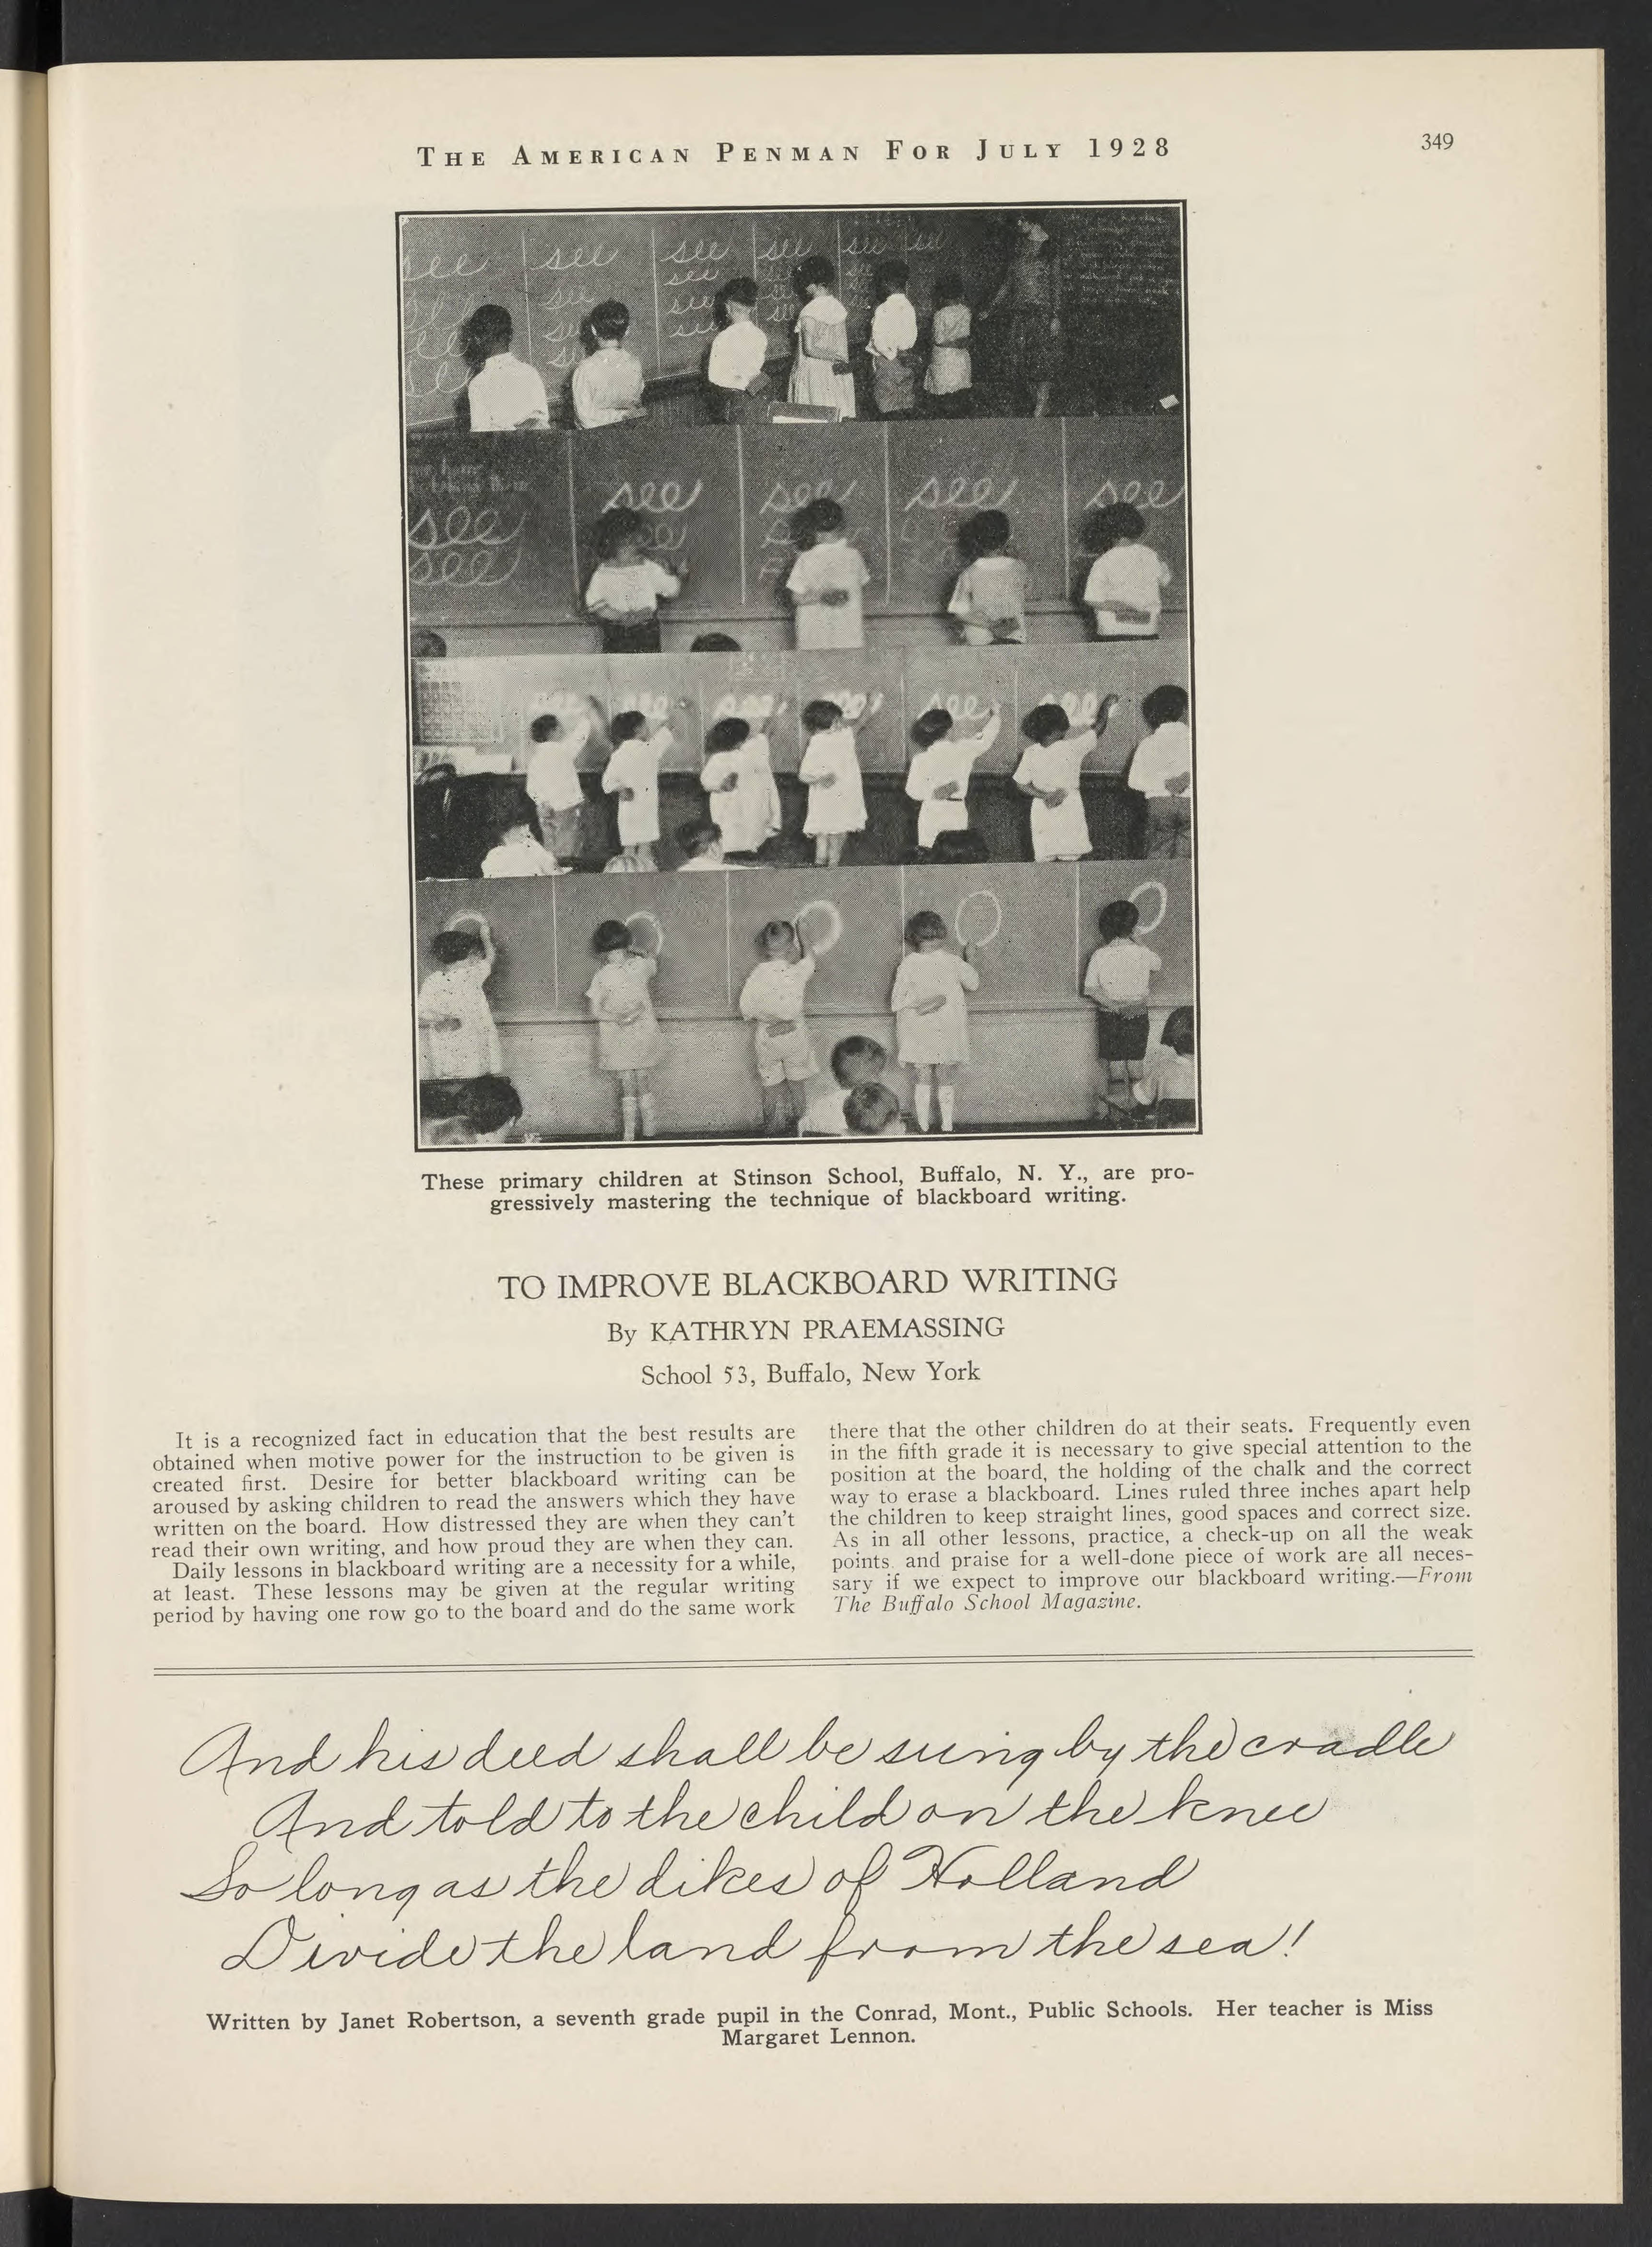 THE AMERICAN PENMAN FOR JULY 1928
349
see see see see see see
see
see
see see see see
see
see
These primary children at Stinson School, Buffalo, N. Y., are pro-
gressively mastering the technique of blackboard writing.
TO IMPROVE BLACKBOARD WRITING
By KATHRYN PRAEMASSING
School 53, Buffalo, New York
It is a recognized fact in education that the best results are
obtained when motive power for the instruction to be given is
created first. Desire for better blackboard writing can be
aroused by asking children to read the answers which they have
written on the board. How distressed they are when they can't
read their own writing, and how proud they are when they can.
Daily lessons in blackboard writing are a necessity for a while,
at least. These lessons may be given at the regular writing
period by having one row go to the board and do the same work
there that the other children do at their seats. Frequently even
in the fifth grade it is necessary to give special attention to the
position at the board, the holding of the chalk and the correct
way to erase a blackboard. Lines ruled three inches apart help
the children to keep straight lines, good spaces and correct size.
As in all other lessons, practice, a check-up on all the weak
points, and praise for a well-done piece of work are all neces-
sary if we expect to improve our blackboard writing.—From
The Buffalo School Magazine.
And his deed shall be sung by the cradle
And told to the child on the knee
So long as the dikes of Holland
Divide the land from the sea!
Written by Janet Robertson, a seventh grade pupil in the Conrad, Mont., Public Schools. Her teacher is Miss
Margaret Lennon.